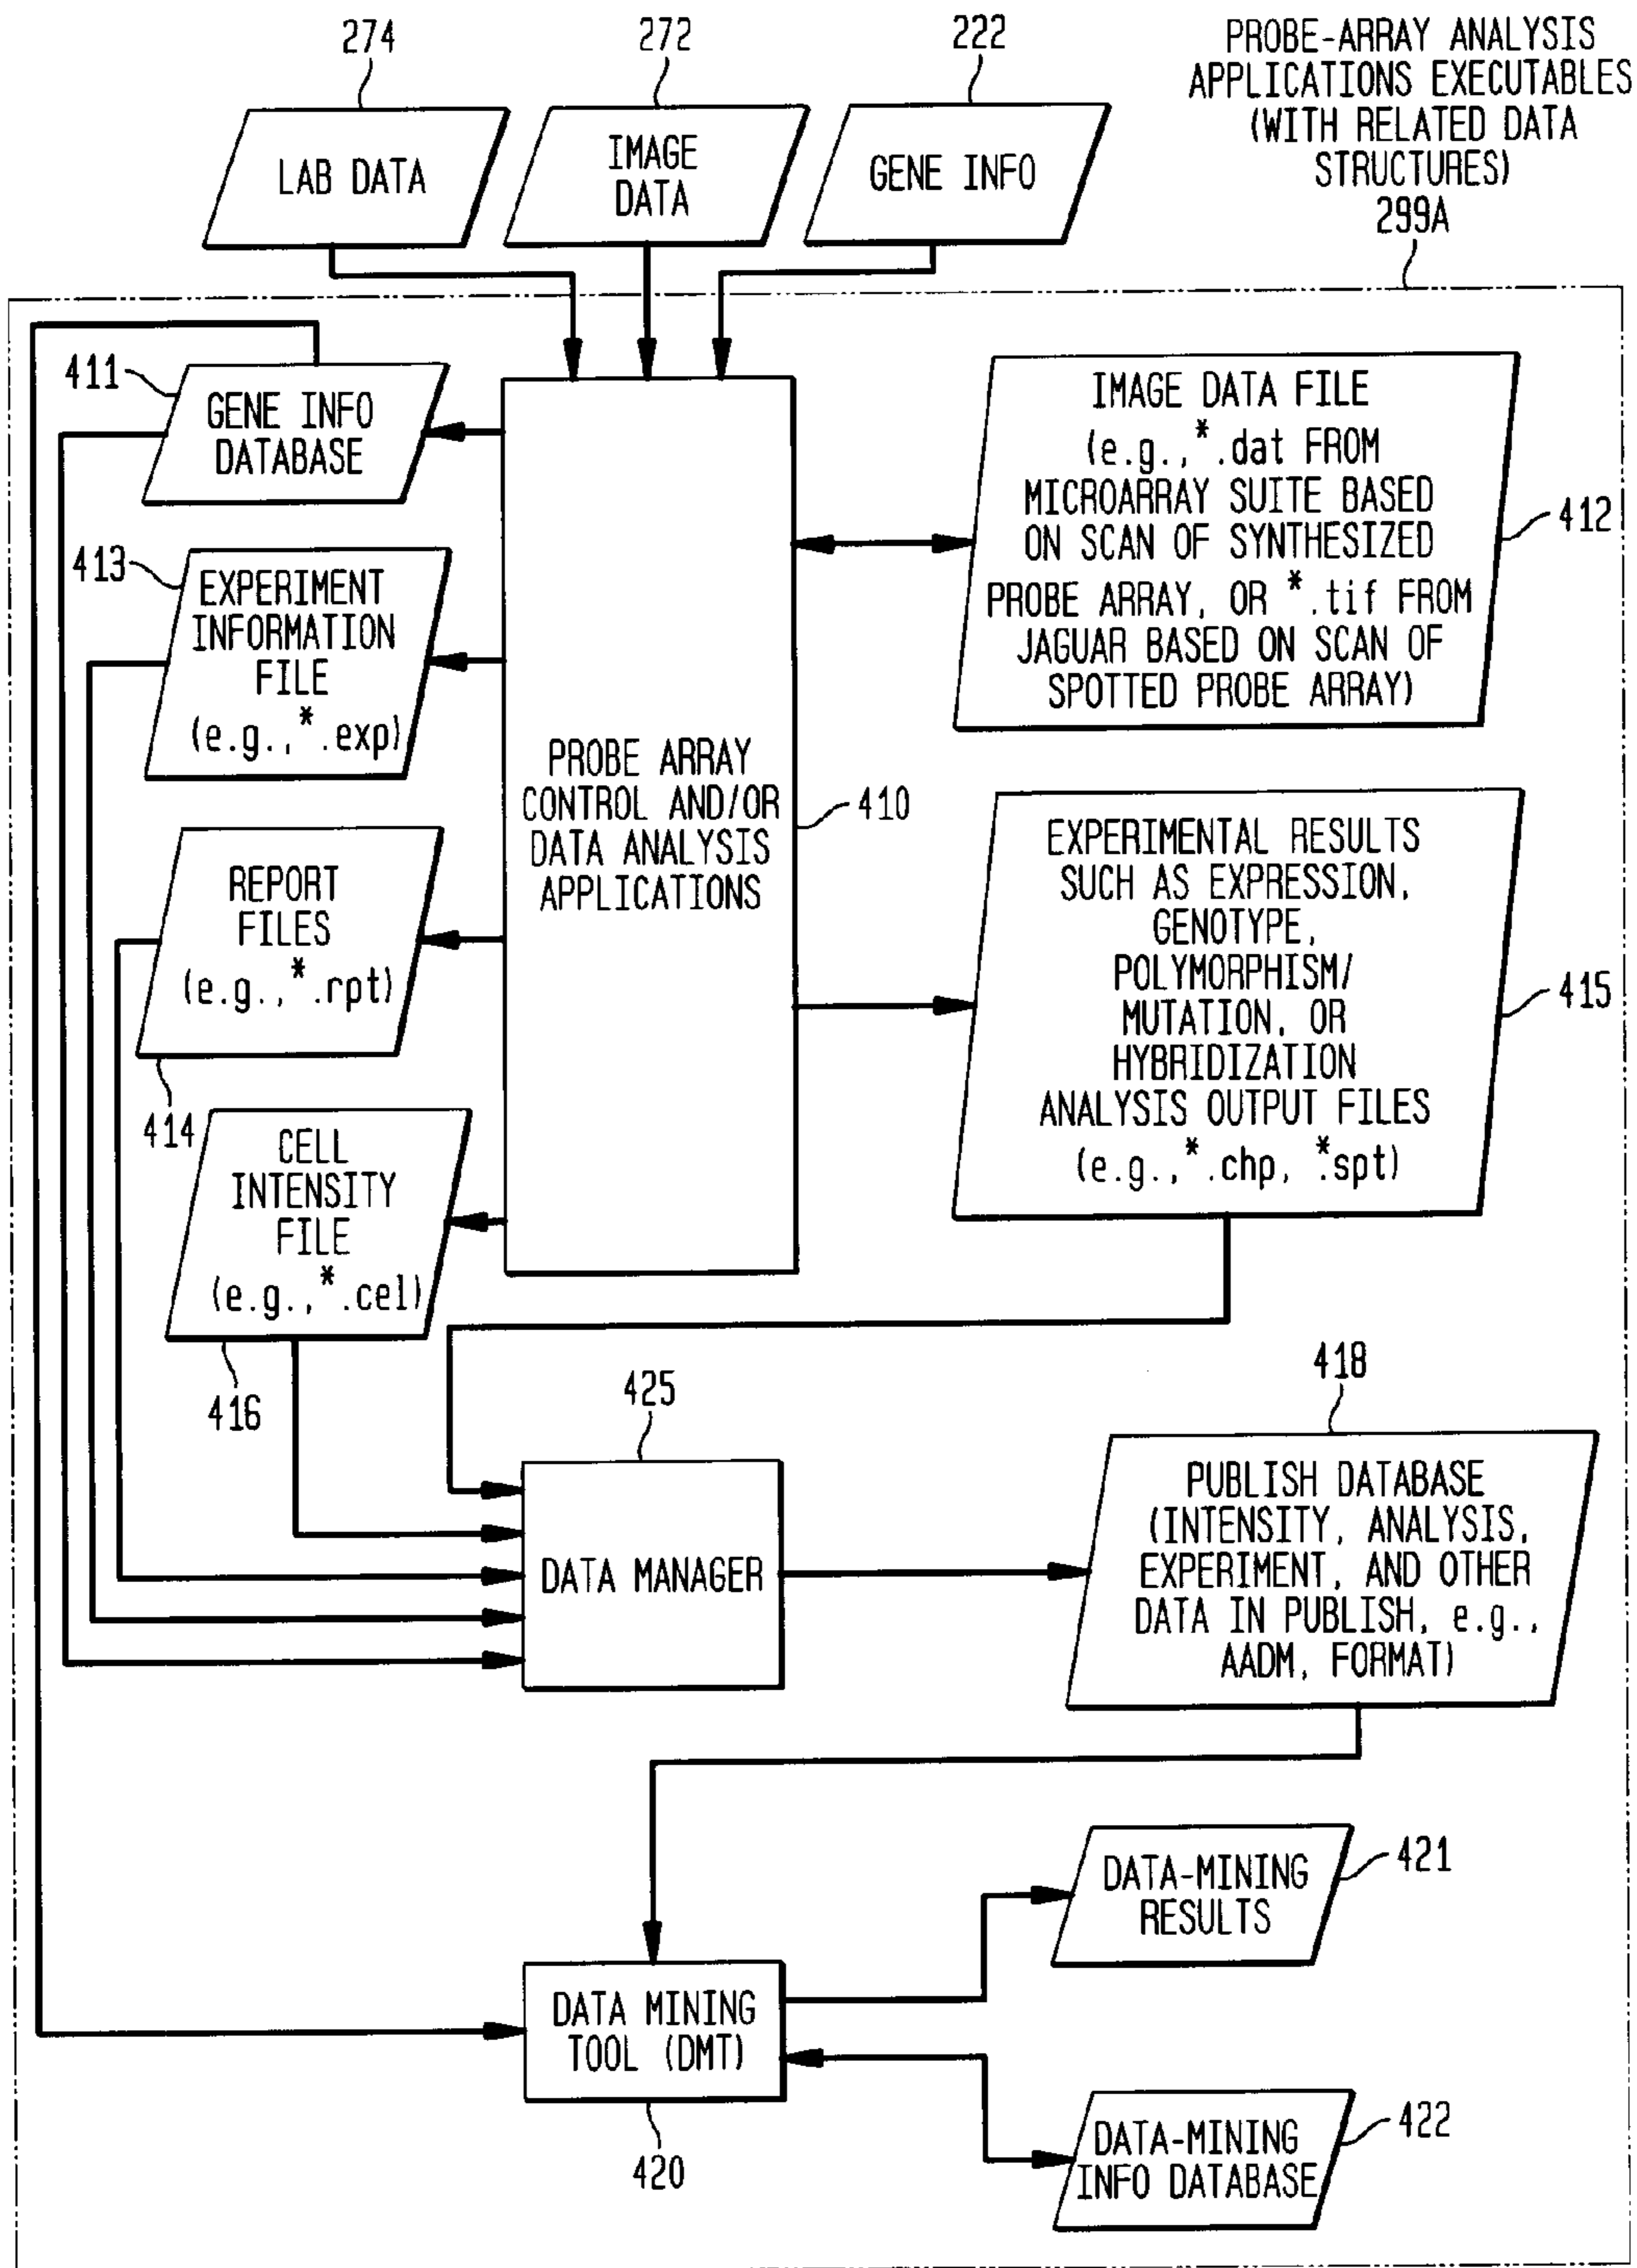 274
272
222
PROBE-ARRAY ANALYSIS
APPLICATIONS EXECUTABLES
(WITH RELATED DATA
STRUCTURES)
299A
LAB DATA
IMAGE
DATA
GENE INFO
411
GENE INFO
DATABASE
413
EXPERIMENT
INFORMATION
FILE
(e.g.,*.exp)
REPORT
FILES
(e.g.,*.rpt)
414
CELL
INTENSITY
FILE
(e.g.,*.cel)
416
PROBE ARRAY
CONTROL AND/OR
DATA ANALYSIS
APPLICATIONS
410
IMAGE DATA FILE
(e.g.,*.dat FROM
MICROARRAY SUITE BASED
ON SCAN OF SYNTHESIZED
PROBE ARRAY, OR *.tif FROM
JAGUAR BASED ON SCAN OF
SPOTTED PROBE ARRAY)
412
EXPERIMENTAL RESULTS
SUCH AS EXPRESSION,
GENOTYPE,
POLYMORPHISM/
MUTATION, OR
HYBRIDIZATION
ANALYSIS OUTPUT FILES
(e.g.,*.chp, *.spt)
415
425
DATA MANAGER
418
PUBLISH DATABASE
(INTENSITY, ANALYSIS,
EXPERIMENT, AND OTHER
DATA IN PUBLISH, e.g.,
AADM, FORMAT)
DATA-MINING
RESULTS
421
DATA MINING
TOOL (DMT)
420
DATA-MINING
INFO DATABASE
422